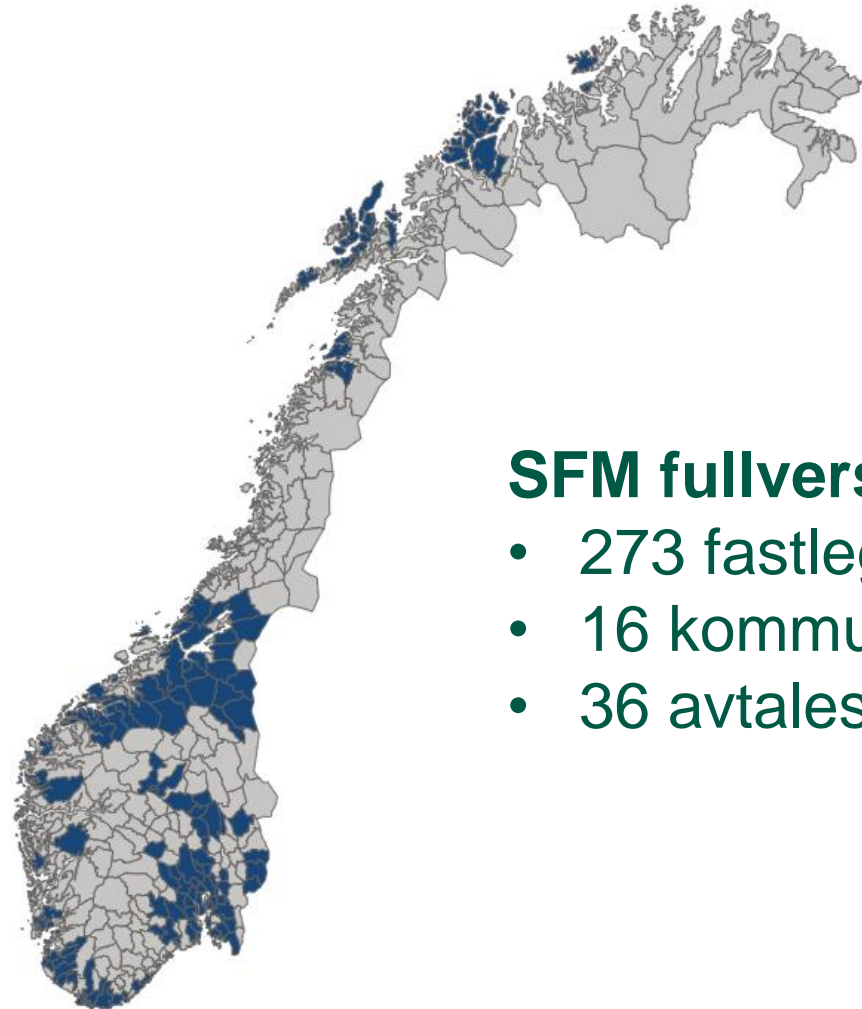 SFM fullvers
• 273 fastleg
• 16 kommu
• 36 avtales